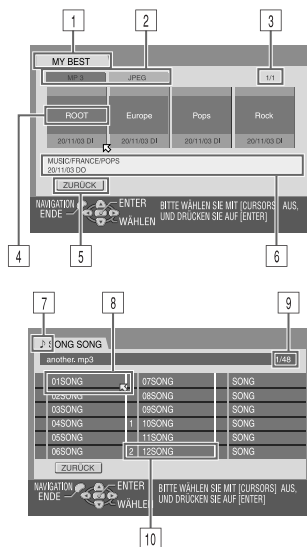 1
2
3
MY BEST
MP3 JPEG 1/1
ROOT Europe Pops Rock
20/11/03 DI 20/11/03 DI 20/11/03 DI 20/11/03 DI
MUSIC/FRANCE/POPS
20/11/03 DO
ZURÜCK
NAVIGATION ENTER BITTE WÄHLEN SIE MIT [CURSORS] AUS,
ENDE WÄHLEN UND DRÜCKEN SIE AUF [ENTER]
4
5
6
7
8
9
♪ SONG SONG
another. mp3 1/48
01SONG 07SONG SONG
02SONG 08SONG SONG
03SONG 09SONG SONG
04SONG 1 10SONG SONG
05SONG 11SONG SONG
06SONG 2 12SONG SONG
ZURÜCK
NAVIGATION ENTER BITTE WÄHLEN SIE MIT [CURSORS] AUS,
ENDE WÄHLEN UND DRÜCKEN SIE AUF [ENTER]
10